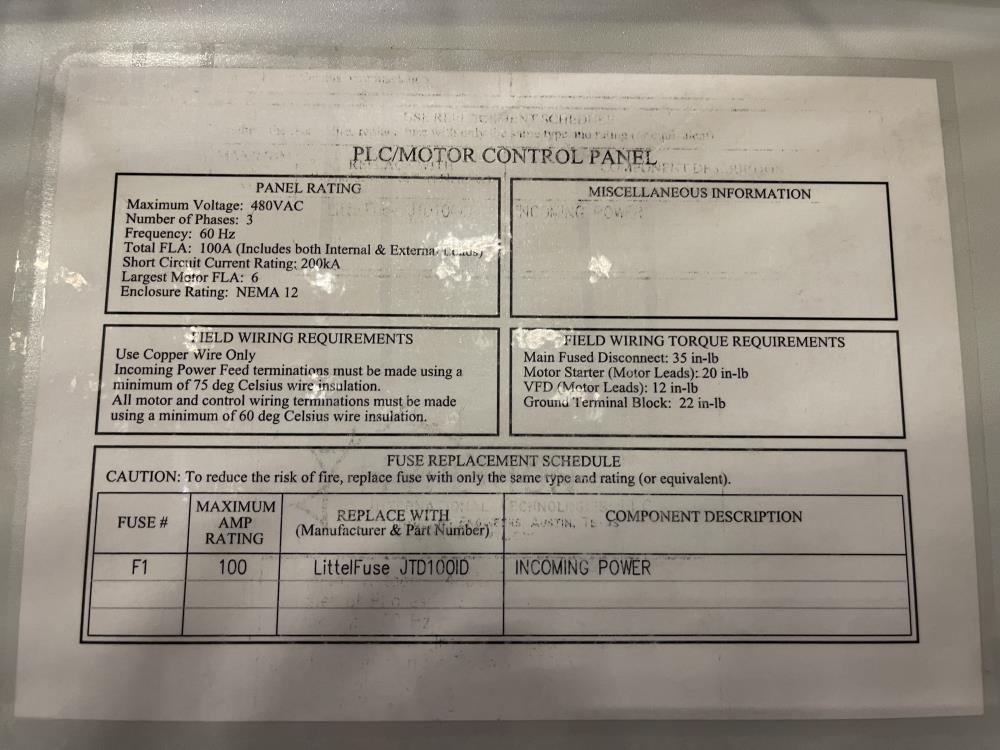 PLC/MOTOR CONTROL PANEL
PANEL RATING
Maximum Voltage: 480VAC
Number of Phases: 3
Frequency: 60 Hz
Total FLA: 100A (Includes both Internal & External Loads)
Short Circuit Current Rating: 200kA
Largest Motor FLA: 6
Enclosure Rating: NEMA 12
MISCELLANEOUS INFORMATION
FIELD WIRING REQUIREMENTS
Use Copper Wire Only
Incoming Power Feed terminations must be made using a
minimum of 75 deg Celsius wire insulation.
All motor and control wiring terminations must be made
using a minimum of 60 deg Celsius wire insulation.
FIELD WIRING TORQUE REQUIREMENTS
Main Fused Disconnect: 35 in-lb
Motor Starter (Motor Leads): 20 in-lb
VFD (Motor Leads): 12 in-lb
Ground Terminal Block: 22 in-lb
FUSE REPLACEMENT SCHEDULE
CAUTION: To reduce the risk of fire, replace fuse with only the same type and rating (or equivalent).
FUSE #
MAXIMUM
AMP
RATING
REPLACE WITH
(Manufacturer & Part Number)
COMPONENT DESCRIPTION
F1 100 LittelFuse JTD100ID INCOMING POWER